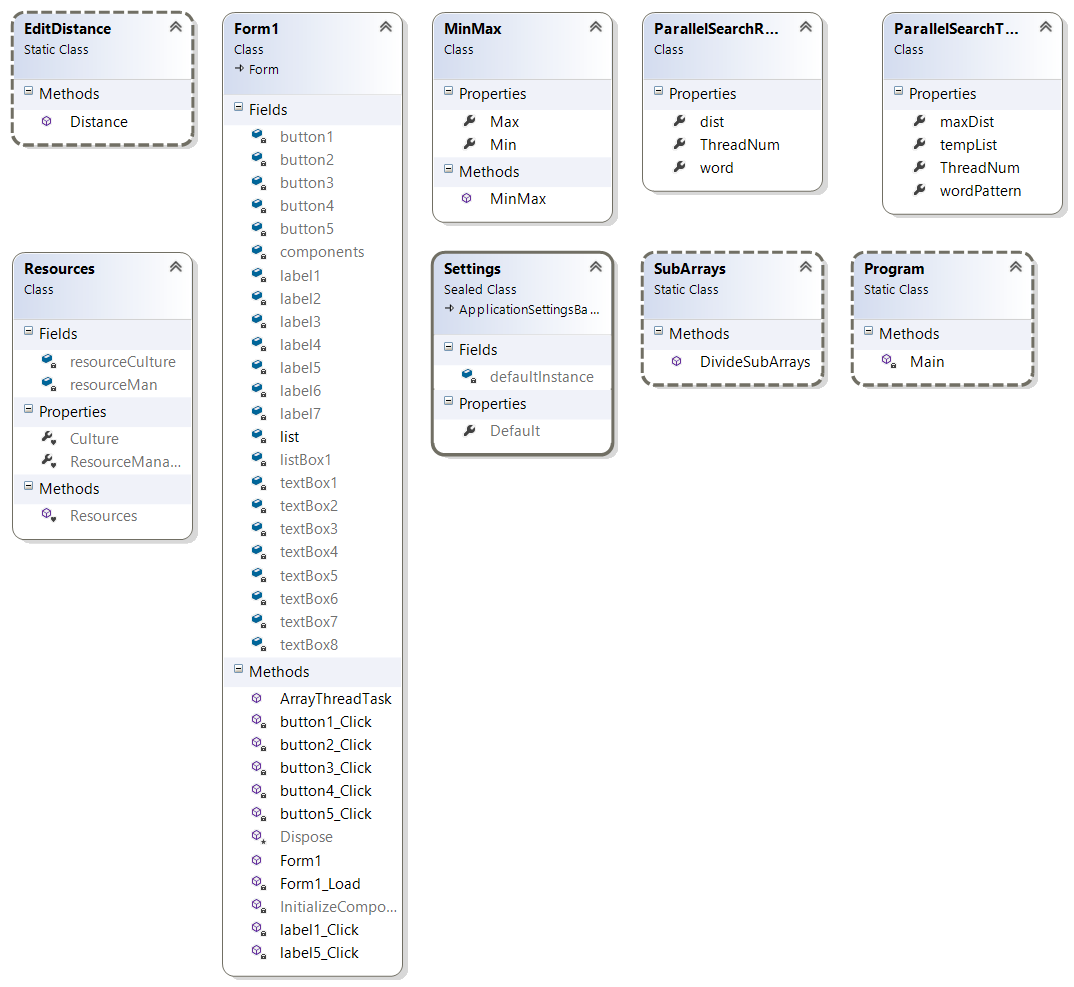 EditDistance
Static Class
Methods
Distance
Form1
Class
Form
Fields
button1
button2
button3
button4
button5
components
label1
label2
label3
label4
label5
label6
label7
list
listBox1
textBox1
textBox2
textBox3
textBox4
textBox5
textBox6
textBox7
textBox8
Methods
ArrayThreadTask
button1_Click
button2_Click
button3_Click
button4_Click
button5_Click
Dispose
Form1
Form1_Load
InitializeCompo...
label1_Click
label5_Click
MinMax
Class
Properties
Max
Min
Methods
MinMax
ParallelSearchR...
Class
Properties
dist
ThreadNum
word
ParallelSearchT...
Class
Properties
maxDist
tempList
ThreadNum
wordPattern
Resources
Class
Fields
resourceCulture
resourceMan
Properties
Culture
ResourceMana...
Methods
Resources
Settings
Sealed Class
ApplicationSettingsBa...
Fields
defaultInstance
Properties
Default
SubArrays
Static Class
Methods
DivideSubArrays
Program
Static Class
Methods
Main